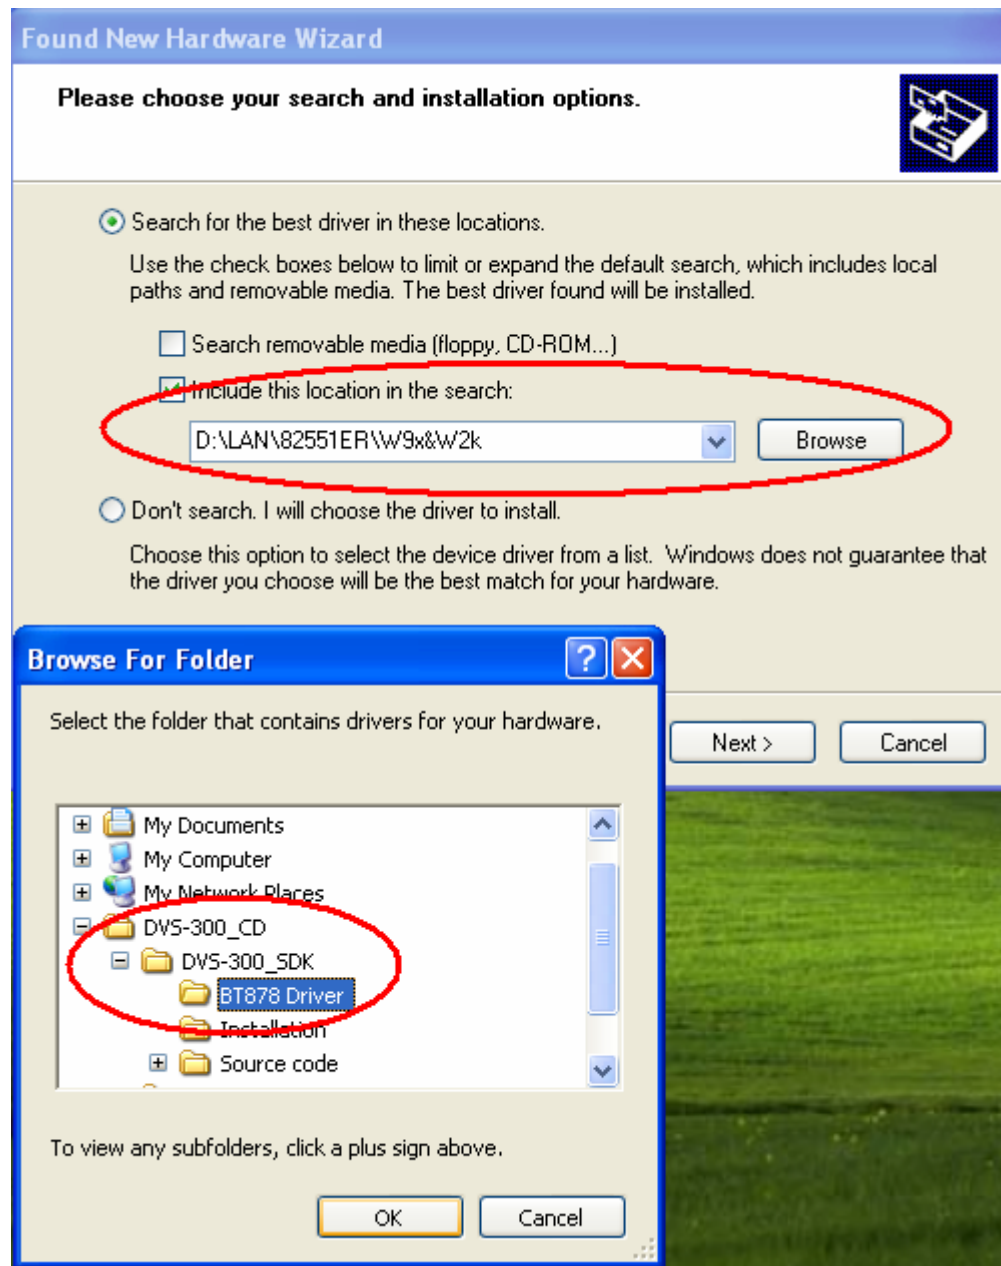 Found New Hardware Wizard
Please choose your search and installation options.
Search for the best driver in these locations.
Use the check boxes below to limit or expand the default search, which includes local
paths and removable media. The best driver found will be installed.
Search removable media (floppy, CD-ROM...)
Include this location in the search:
D:\LAN\82551ER\W9x&W2k
Browse
Don't search. I will choose the driver to install.
Choose this option to select the device driver from a list.  Windows does not guarantee that
the driver you choose will be the best match for your hardware.
Browse For Folder
Select the folder that contains drivers for your hardware.
Next >
Cancel
My Documents
My Computer
My Network Places
DVS-300_CD
DVS-300_SDK
BT878 Driver
Installation
Source code
To view any subfolders, click a plus sign above.
OK
Cancel